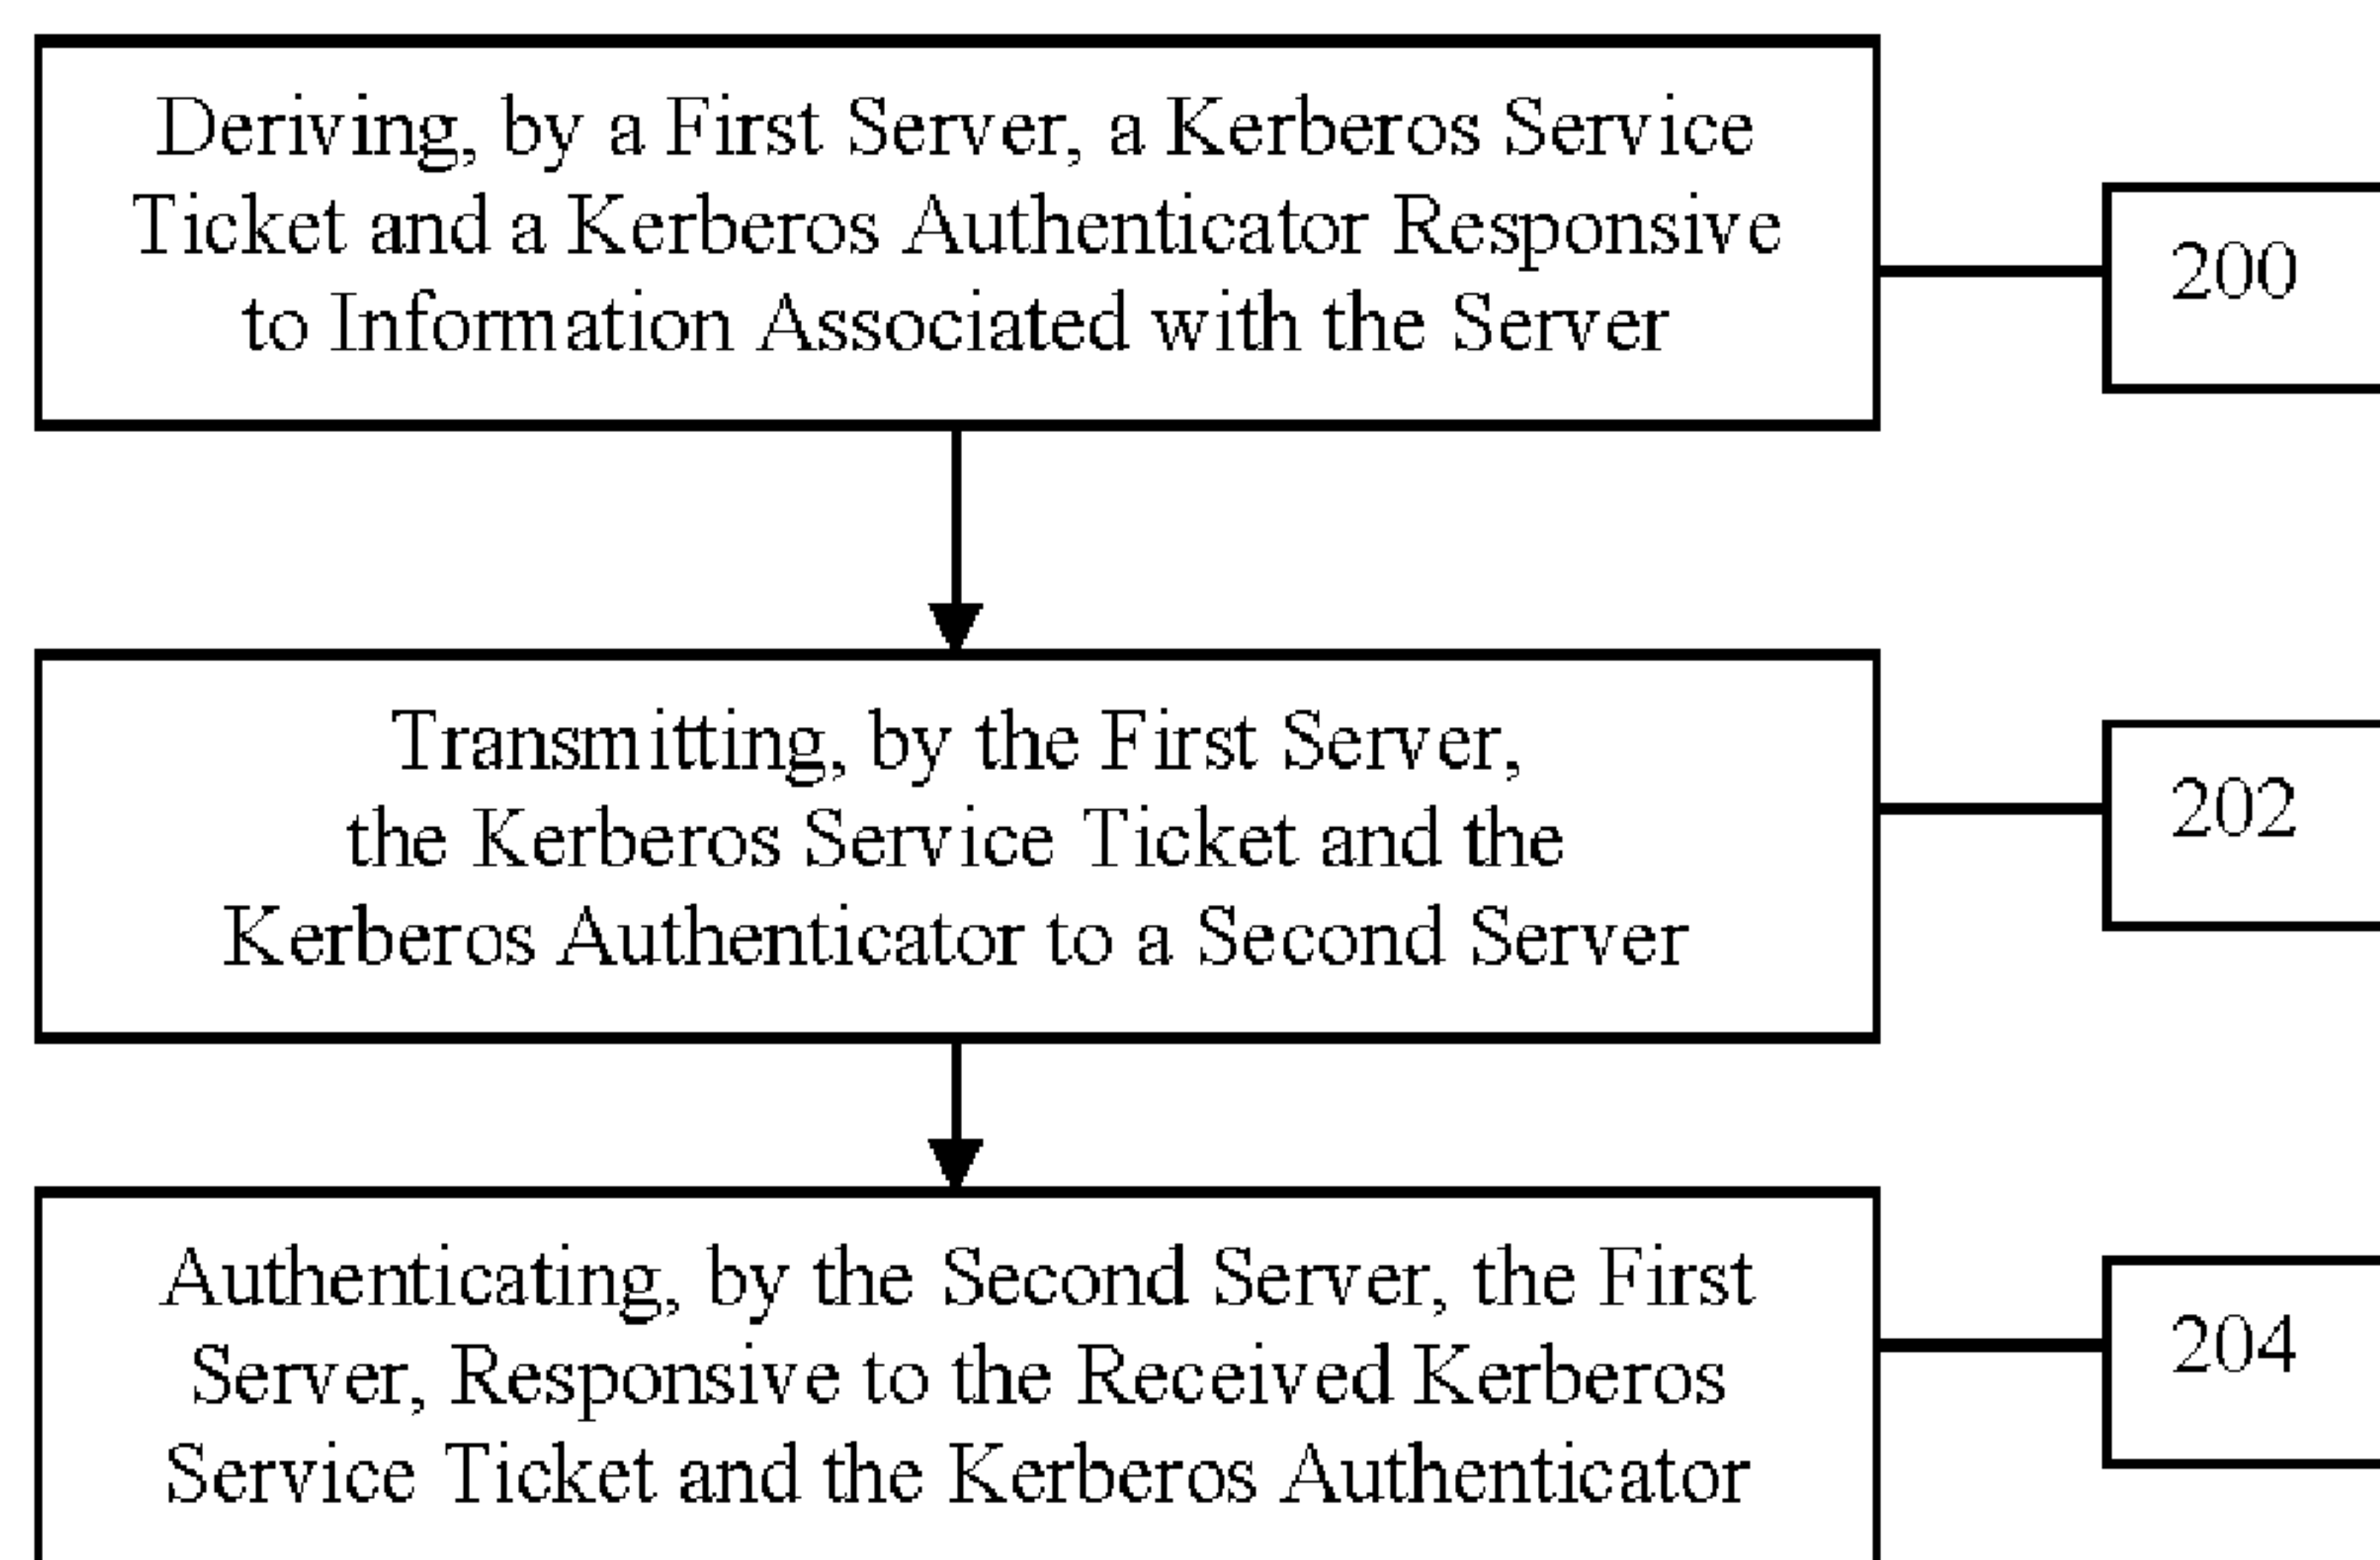 Deriving, by a First Server, a Kerberos Service
Ticket and a Kerberos Authenticator Responsive
to Information Associated with the Server
200
Transmitting, by the First Server,
the Kerberos Service Ticket and the
Kerberos Authenticator to a Second Server
202
Authenticating, by the Second Server, the First
Server, Responsive to the Received Kerberos
Service Ticket and the Kerberos Authenticator
204